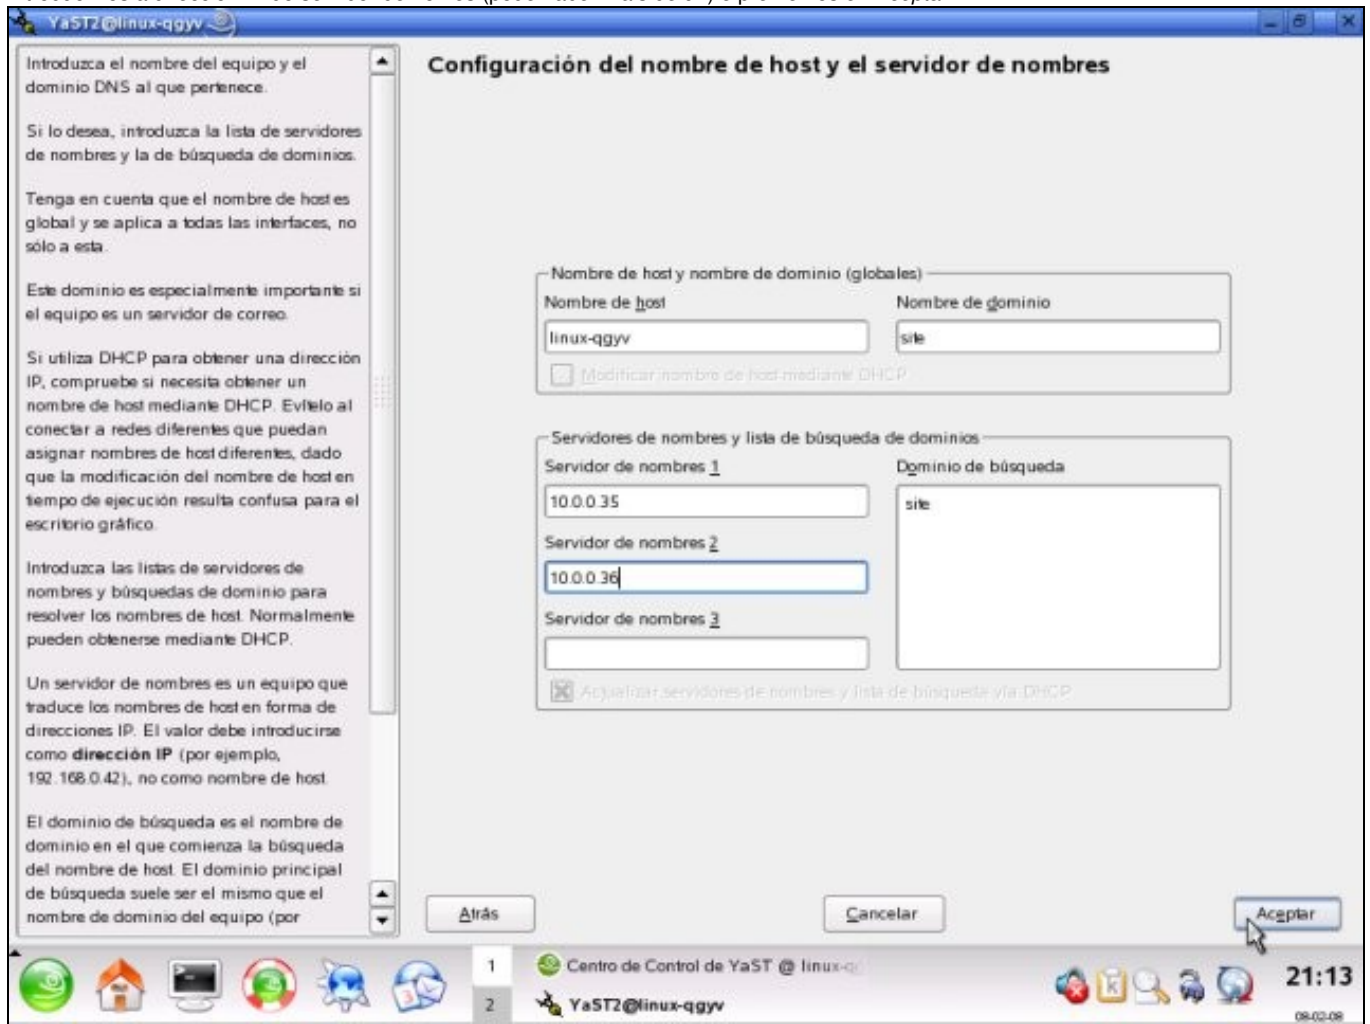 YaST2@linux-qgyv
Introduzca el nombre del equipo y el
dominio DNS al que pertenece.
Si lo desea, introduzca la lista de servidores
de nombres y la de búsqueda de dominios.
Tenga en cuenta que el nombre de host es
global y se aplica a todas las interfaces, no
sólo a esta.
Este dominio es especialmente importante si
el equipo es un servidor de correo.
Si utiliza DHCP para obtener una dirección
IP, compruebe si necesita obtener un
nombre de host mediante DHCP. Evítelo al
conectar a redes diferentes que puedan
asignar nombres de host diferentes, dado
que la modificación del nombre de host en
tiempo de ejecución resulta confusa para el
escritorio gráfico.
Introduzca las listas de servidores de
nombres y búsquedas de dominio para
resolver los nombres de host. Normalmente
pueden obtenerse mediante DHCP.
Un servidor de nombres es un equipo que
traduce los nombres de host en forma de
direcciones IP. El valor debe introducirse
como dirección IP (por ejemplo,
192.168.0.42), no como nombre de host.
El dominio de búsqueda es el nombre de
dominio en el que comienza la búsqueda
del nombre de host. El dominio principal
de búsqueda suele ser el mismo que el
nombre de dominio del equipo (por
Configuración del nombre de host y el servidor de nombres
Nombre de host y nombre de dominio (globales)
Nombre de host
Nombre de dominio
linux-qgyv
site
Modificar nombre de host mediante DHCP
Servidores de nombres y lista de búsqueda de dominios
Servidor de nombres 1
Dominio de búsqueda
10.0.0.35
site
Servidor de nombres 2
10.0.0.36
Servidor de nombres 3
Actualizar servidores de nombres y lista de búsqueda vía DHCP
Atrás
Cancelar
Aceptar
1
Centro de Control de YaST @ linux-
2
YaST2@linux-qgyv
21:13
08-02-08